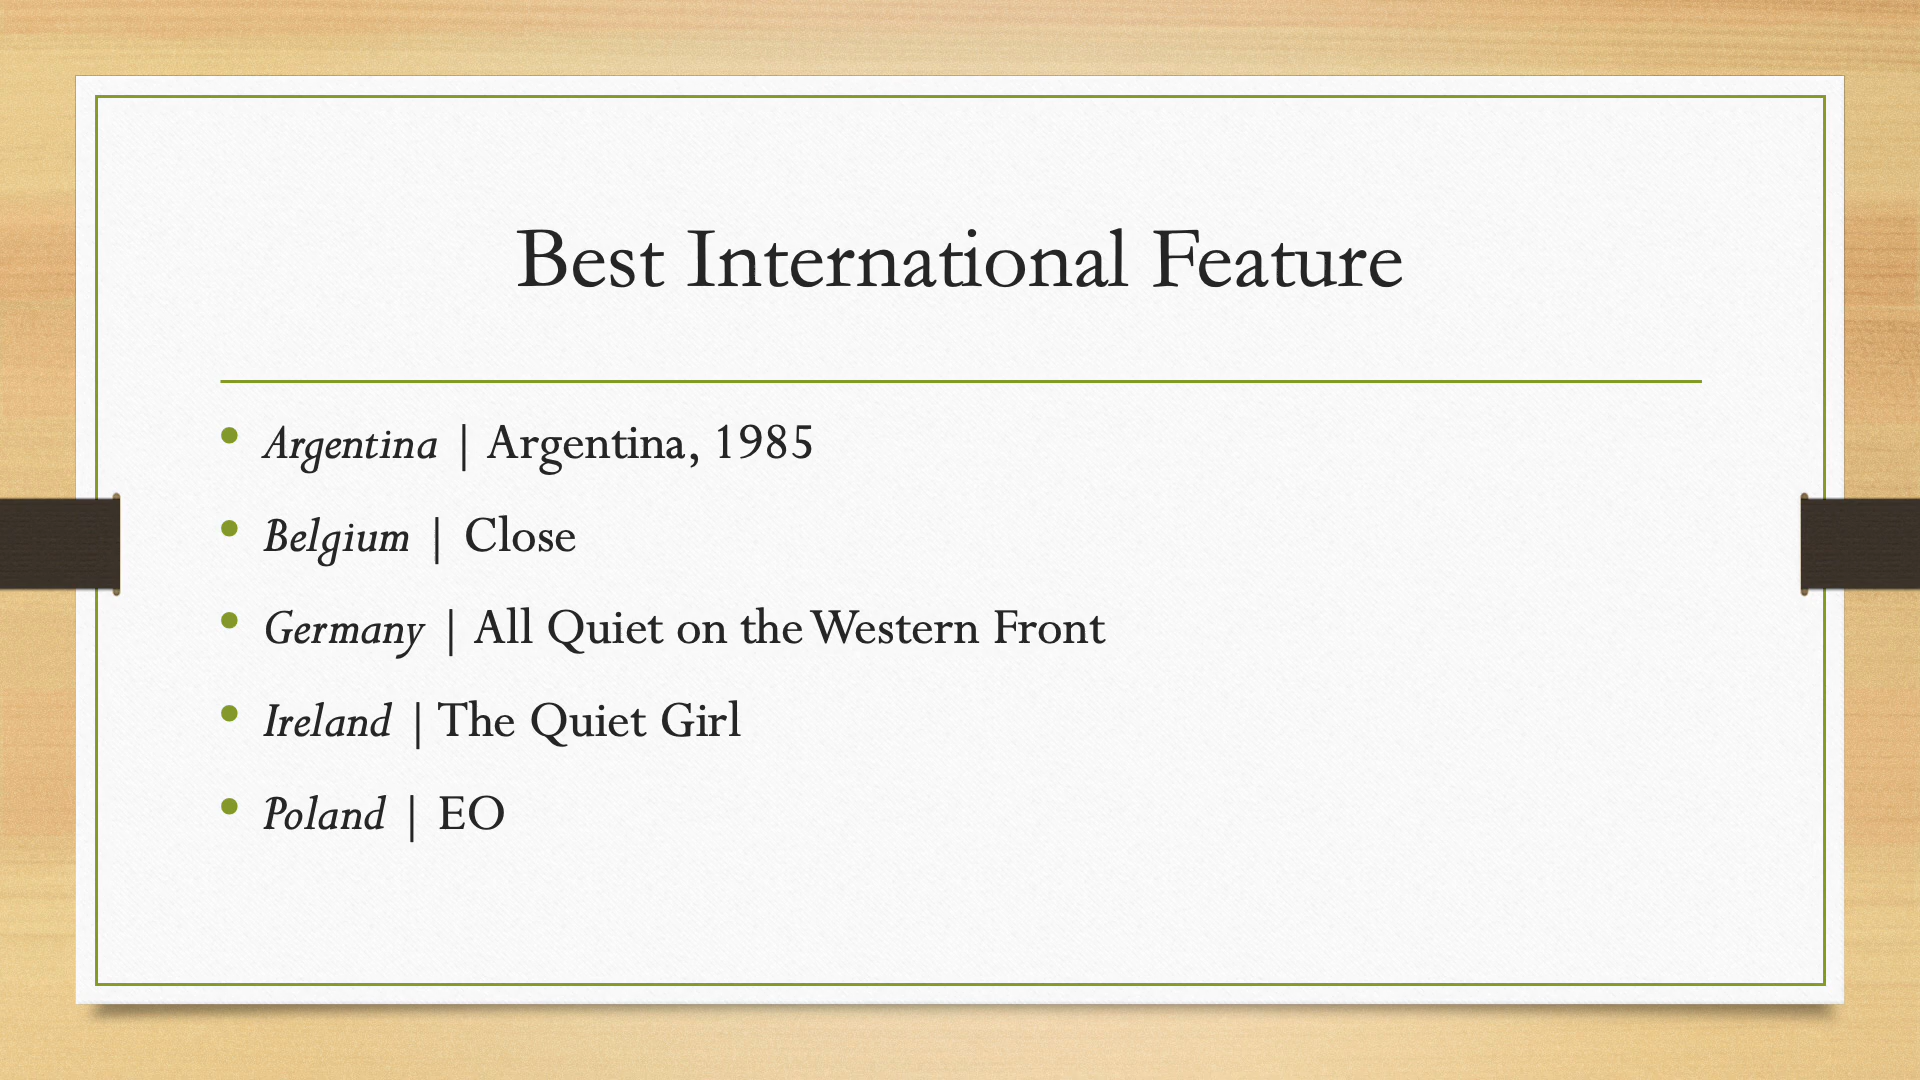 Best International Feature
• Argentina | Argentina, 1985
• Belgium | Close
• Germany | All Quiet on the Western Front
• Ireland | The Quiet Girl
• Poland | EO